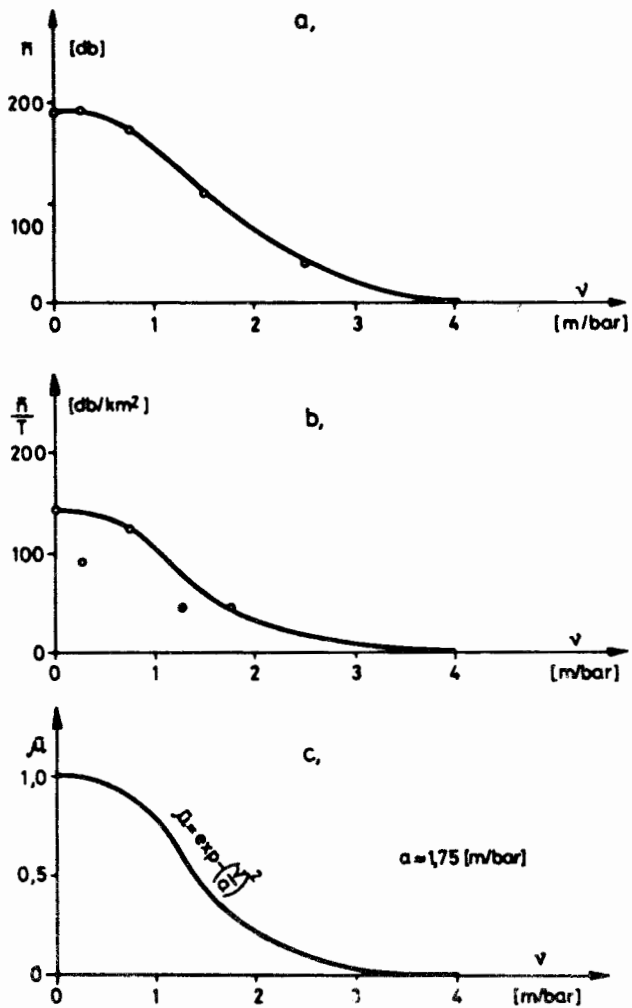 a,
n̄ [db]
200
100
0
0 1 2 3 4
ν
[m/bar]
b,
n̄/T [db/km²]
200
100
0
0 1 2 3 4
ν
[m/bar]
c,
μ
1,0
0,5
0
μ=exp-(ν/a)²
a≈1,75 [m/bar]
0 1 2 3 4
ν
[m/bar]